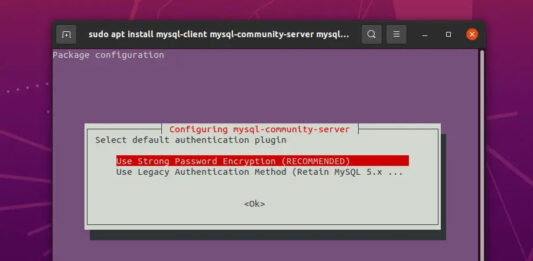 sudo apt install mysql-client mysql-community-server mysql...
Package configuration
Configuring mysql-community-server
Select default authentication plugin
Use Strong Password Encryption (RECOMMENDED)
Use Legacy Authentication Method (Retain MySQL 5.x ...
<Ok>